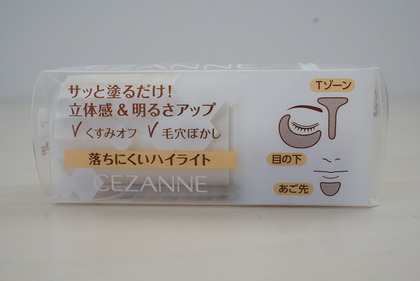 サッと塗るだけ!
立体感&明るさアップ
✓くすみオフ ✓毛穴ぼかし
落ちにくいハイライト
CEZANNE
Tゾーン
目の下
あご先